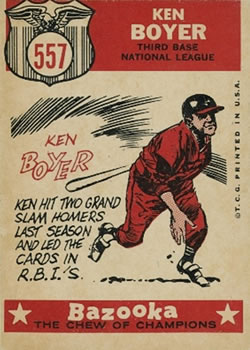 557
KEN
BOYER
THIRD BASE
NATIONAL LEAGUE
KEN
BOYER
KEN HIT TWO GRAND
SLAM HOMERS
LAST SEASON
AND LED THE
CARDS IN
R.B.I.'S.
©T.C.G. PRINTED IN U.S.A.
Bazooka
THE CHEW OF CHAMPIONS